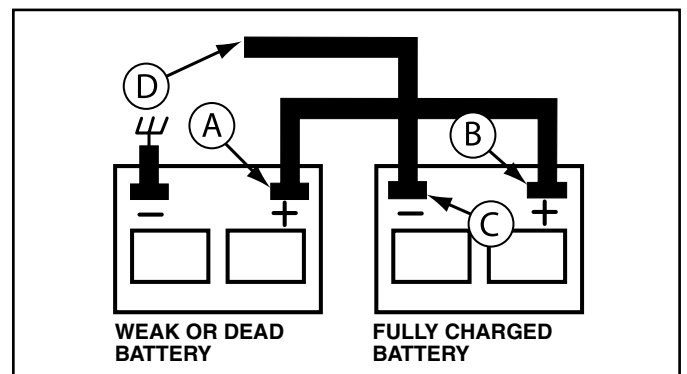 D
A
B
− + − +
C
WEAK OR DEAD
BATTERY
FULLY CHARGED
BATTERY